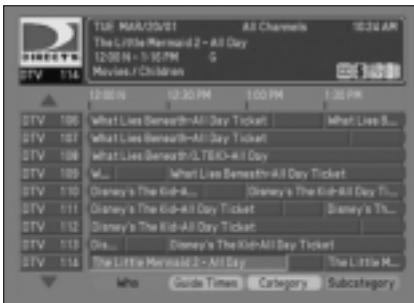 TUE MAR/20/01 All Channels 10:24 AM
The Little Mermaid 2 - All Day
12:00 N - 1:30 PM G
Movies / Children
DIRECTV
DTV 114
12:00 N 12:30 PM 1:00 PM 1:30 PM
DTV 106 What Lies Beneath-All Day Ticket What Lies B...
DTV 107 What Lies Beneath-All Day Ticket
DTV 108 What Lies Beneath (LTBX)-All Day
DTV 109 W... What Lies Beneath-All Day Ticket
DTV 110 Disney's The Kid-A... Disney's The Kid-All Day Ti...
DTV 111 Disney's The Kid-All Day Ticket Disney's Th...
DTV 112 Disney's The Kid-All Day Ticket
DTV 113 Dis... Disney's The Kid-All Day Ticket
DTV 114 The Little Mermaid 2 - All Day The Little M...
Who Guide Times Category Subcategory